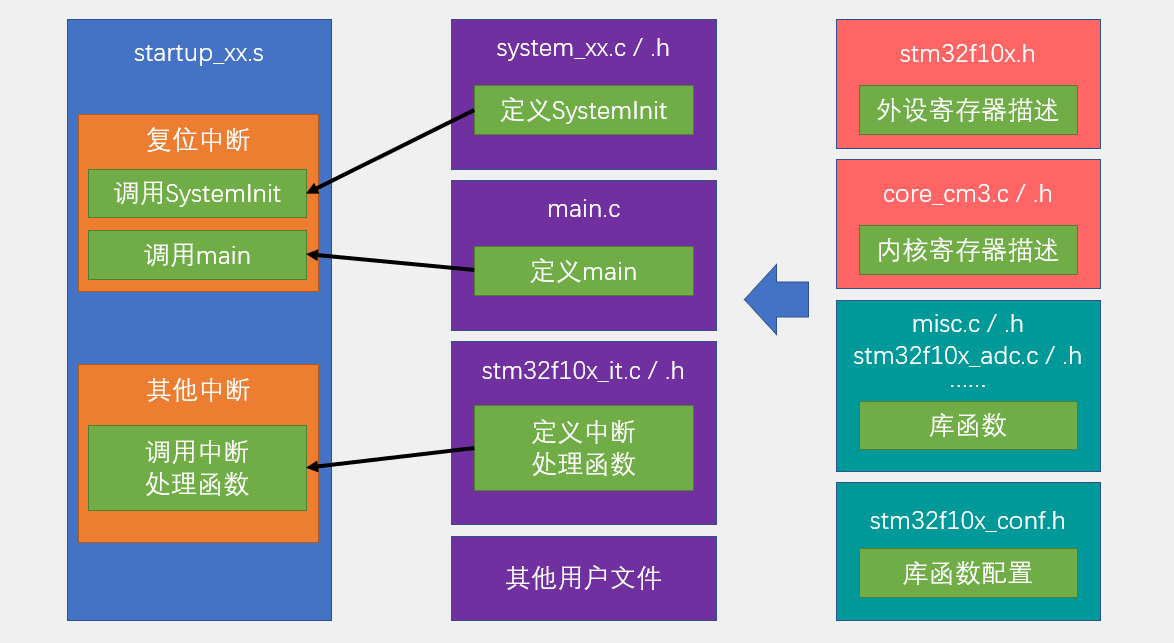 startup_xx.s
复位中断
调用SystemInit
调用main
其他中断
调用中断
处理函数
system_xx.c / .h
定义SystemInit
main.c
定义main
stm32f10x_it.c / .h
定义中断
处理函数
其他用户文件
stm32f10x.h
外设寄存器描述
core_cm3.c / .h
内核寄存器描述
misc.c / .h
stm32f10x_adc.c / .h
……
库函数
stm32f10x_conf.h
库函数配置